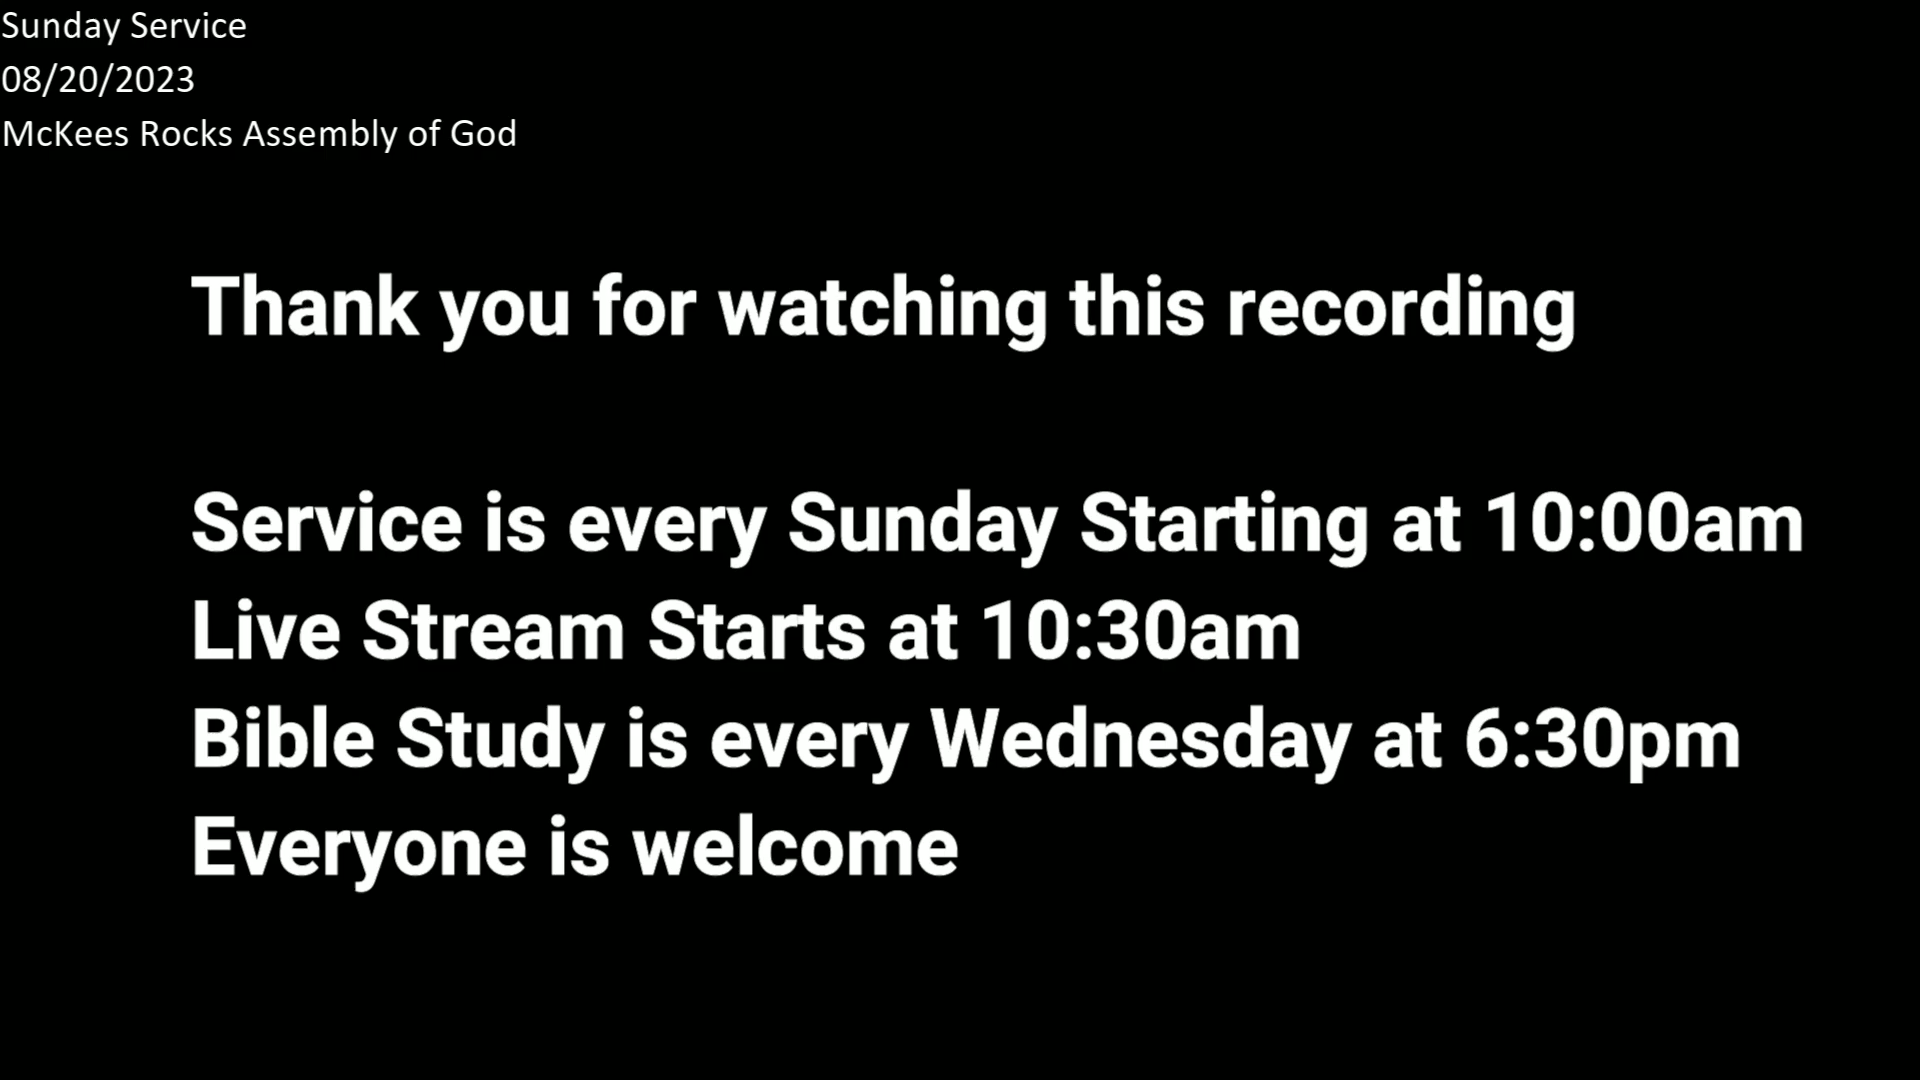 Sunday Service
08/20/2023
McKees Rocks Assembly of God
Thank you for watching this recording
Service is every Sunday Starting at 10:00am
Live Stream Starts at 10:30am
Bible Study is every Wednesday at 6:30pm
Everyone is welcome